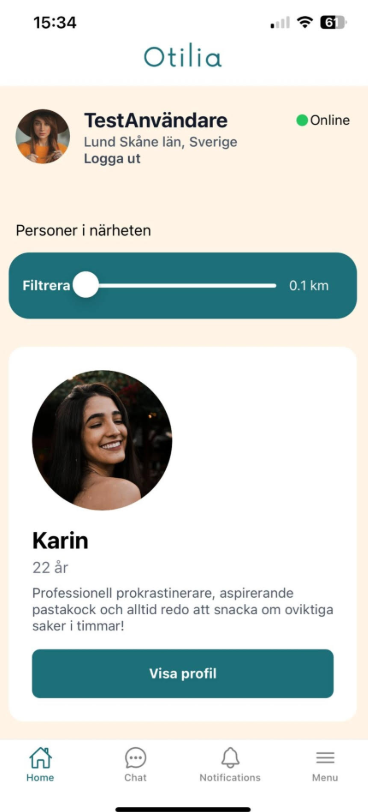 15:34
61
Otilia
TestAnvändare
Online
Lund Skåne län, Sverige
Logga ut
Personer i närheten
Filtrera
0.1 km
Karin
22 år
Professionell prokrastinerare, aspirerande
pastakock och alltid redo att snacka om oviktiga
saker i timmar!
Visa profil
Home
Chat
Notifications
Menu